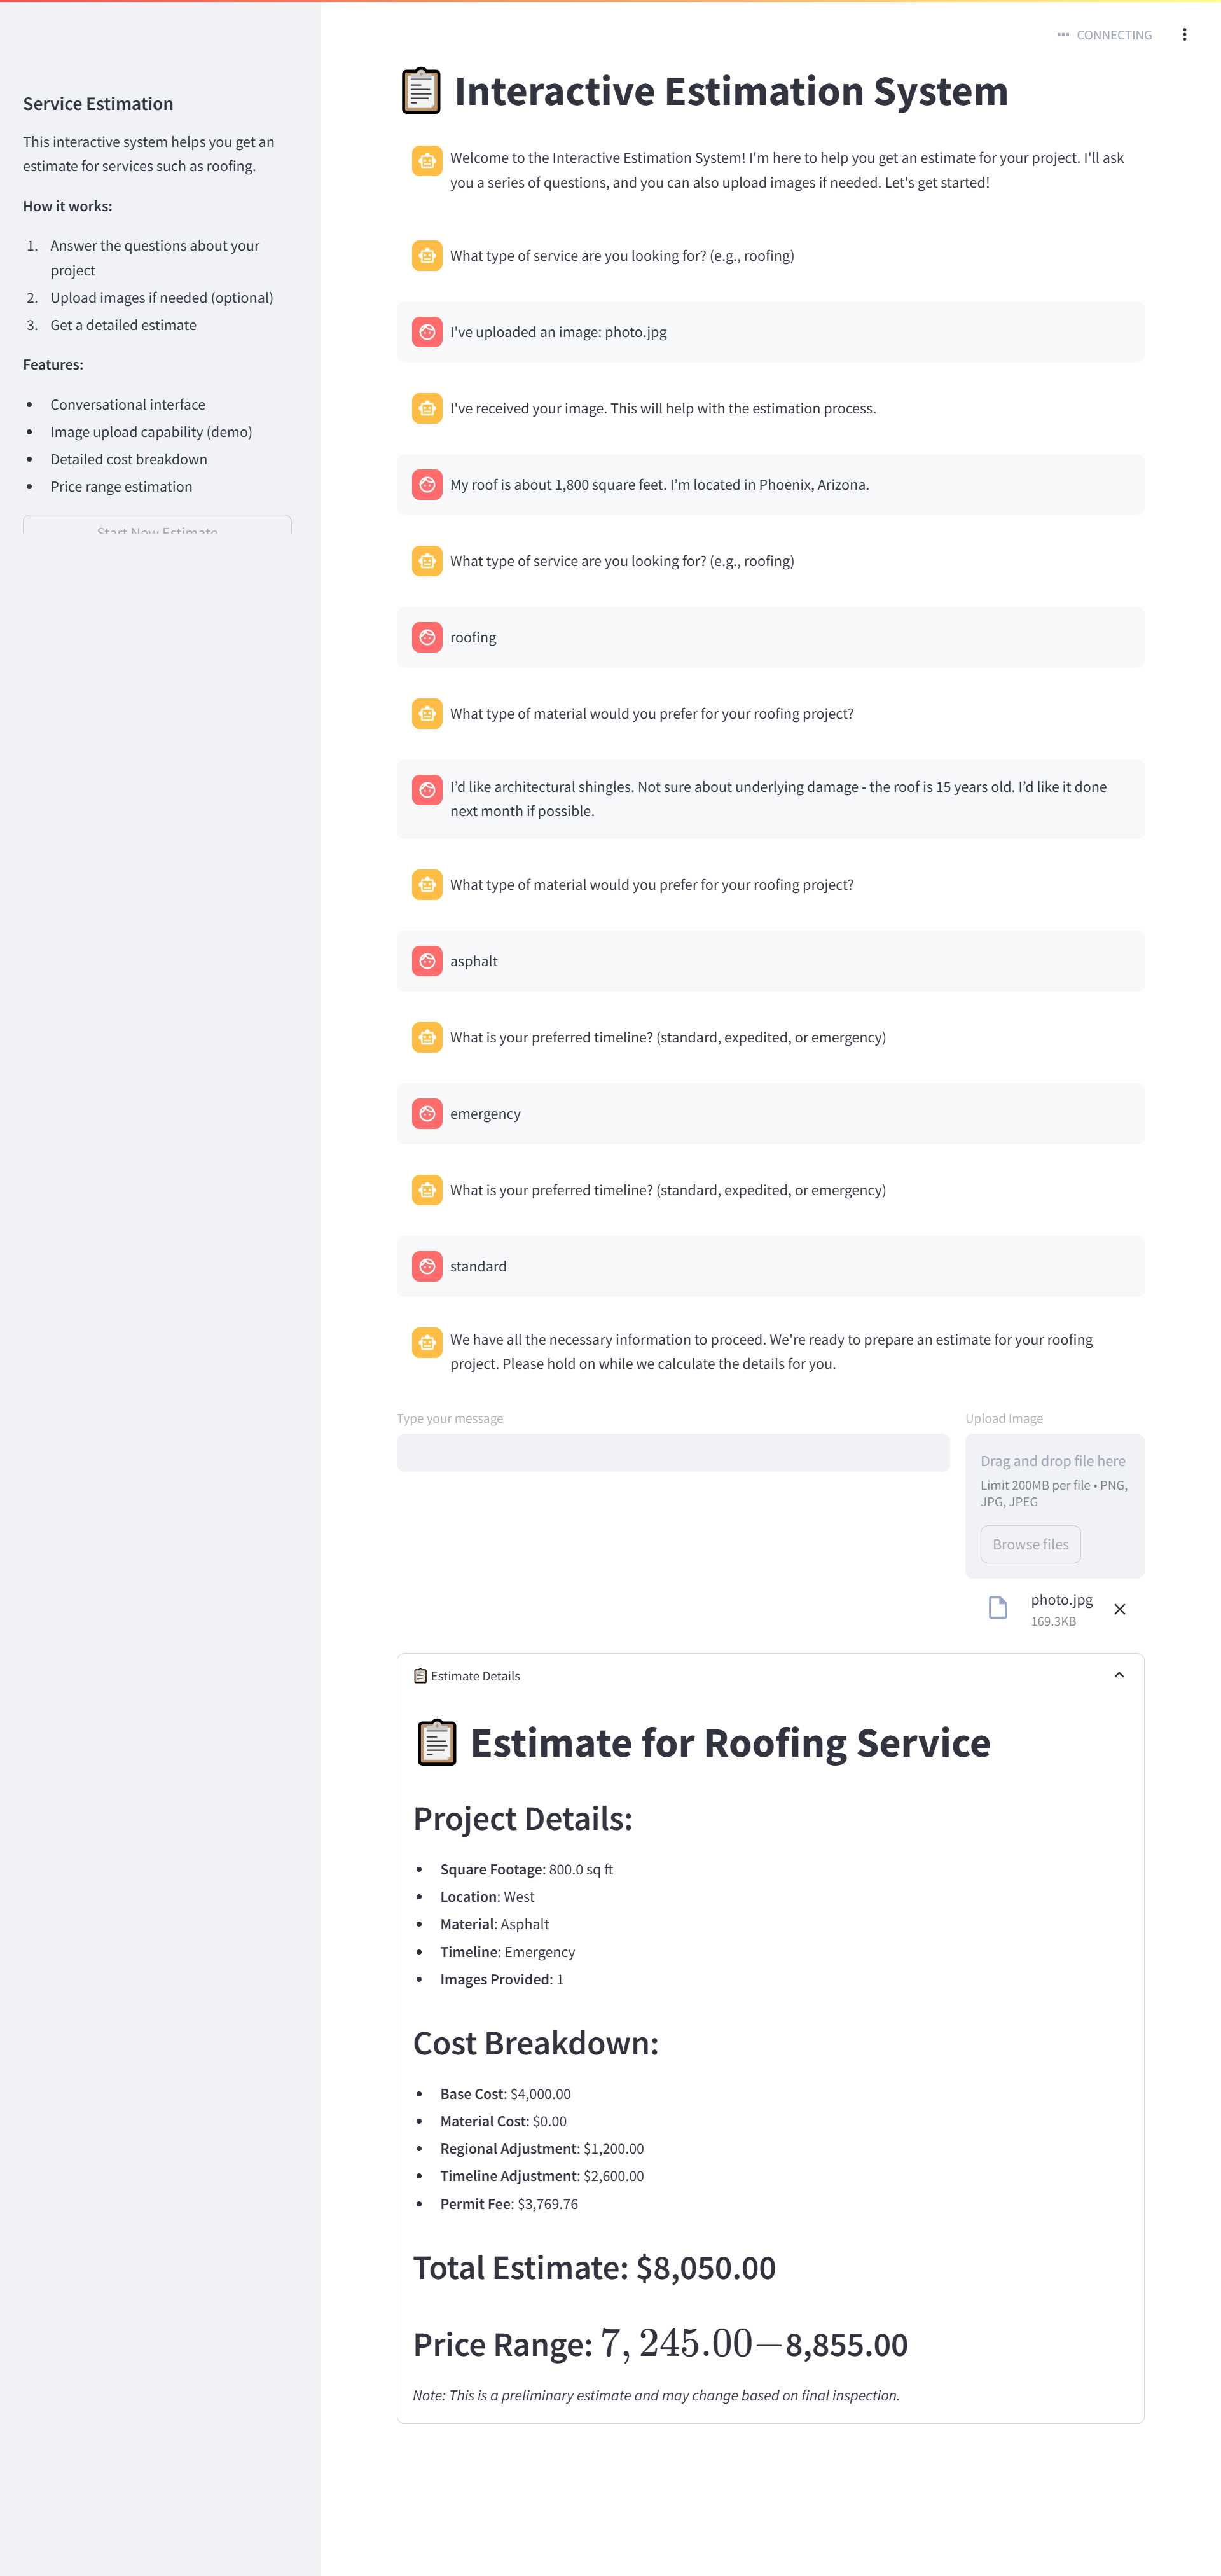 CONNECTING
Service Estimation
This interactive system helps you get an
estimate for services such as roofing.
How it works:
1. Answer the questions about your
project
2. Upload images if needed (optional)
3. Get a detailed estimate
Features:
• Conversational interface
• Image upload capability (demo)
• Detailed cost breakdown
• Price range estimation
Start New Estimate
Interactive Estimation System
Welcome to the Interactive Estimation System! I'm here to help you get an estimate for your project. I'll ask
you a series of questions, and you can also upload images if needed. Let's get started!
What type of service are you looking for? (e.g., roofing)
I've uploaded an image: photo.jpg
I've received your image. This will help with the estimation process.
My roof is about 1,800 square feet. I’m located in Phoenix, Arizona.
What type of service are you looking for? (e.g., roofing)
roofing
What type of material would you prefer for your roofing project?
I’d like architectural shingles. Not sure about underlying damage - the roof is 15 years old. I’d like it done
next month if possible.
What type of material would you prefer for your roofing project?
asphalt
What is your preferred timeline? (standard, expedited, or emergency)
emergency
What is your preferred timeline? (standard, expedited, or emergency)
standard
We have all the necessary information to proceed. We're ready to prepare an estimate for your roofing
project. Please hold on while we calculate the details for you.
Type your message
Upload Image
Drag and drop file here
Limit 200MB per file • PNG,
JPG, JPEG
Browse files
photo.jpg
169.3KB
Estimate Details
Estimate for Roofing Service
Project Details:
• Square Footage: 800.0 sq ft
• Location: West
• Material: Asphalt
• Timeline: Emergency
• Images Provided: 1
Cost Breakdown:
• Base Cost: $4,000.00
• Material Cost: $0.00
• Regional Adjustment: $1,200.00
• Timeline Adjustment: $2,600.00
• Permit Fee: $3,769.76
Total Estimate: $8,050.00
Price Range: 7,245.00−8,855.00
Note: This is a preliminary estimate and may change based on final inspection.